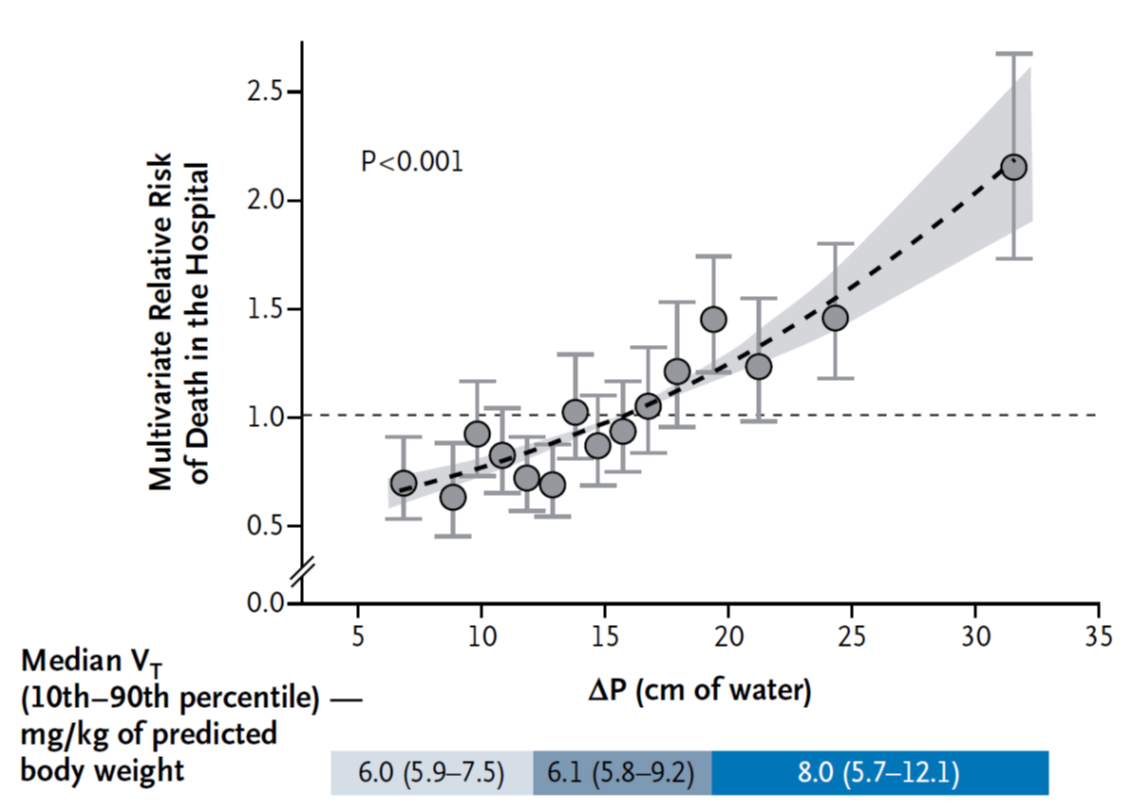 Multivariate Relative Risk
of Death in the Hospital
2.5
2.0
1.5
1.0
0.5
0.0
P<0.001
5 10 15 20 25 30 35
ΔP (cm of water)
Median VT
(10th–90th percentile) —
mg/kg of predicted
body weight
6.0 (5.9–7.5) 6.1 (5.8–9.2) 8.0 (5.7–12.1)